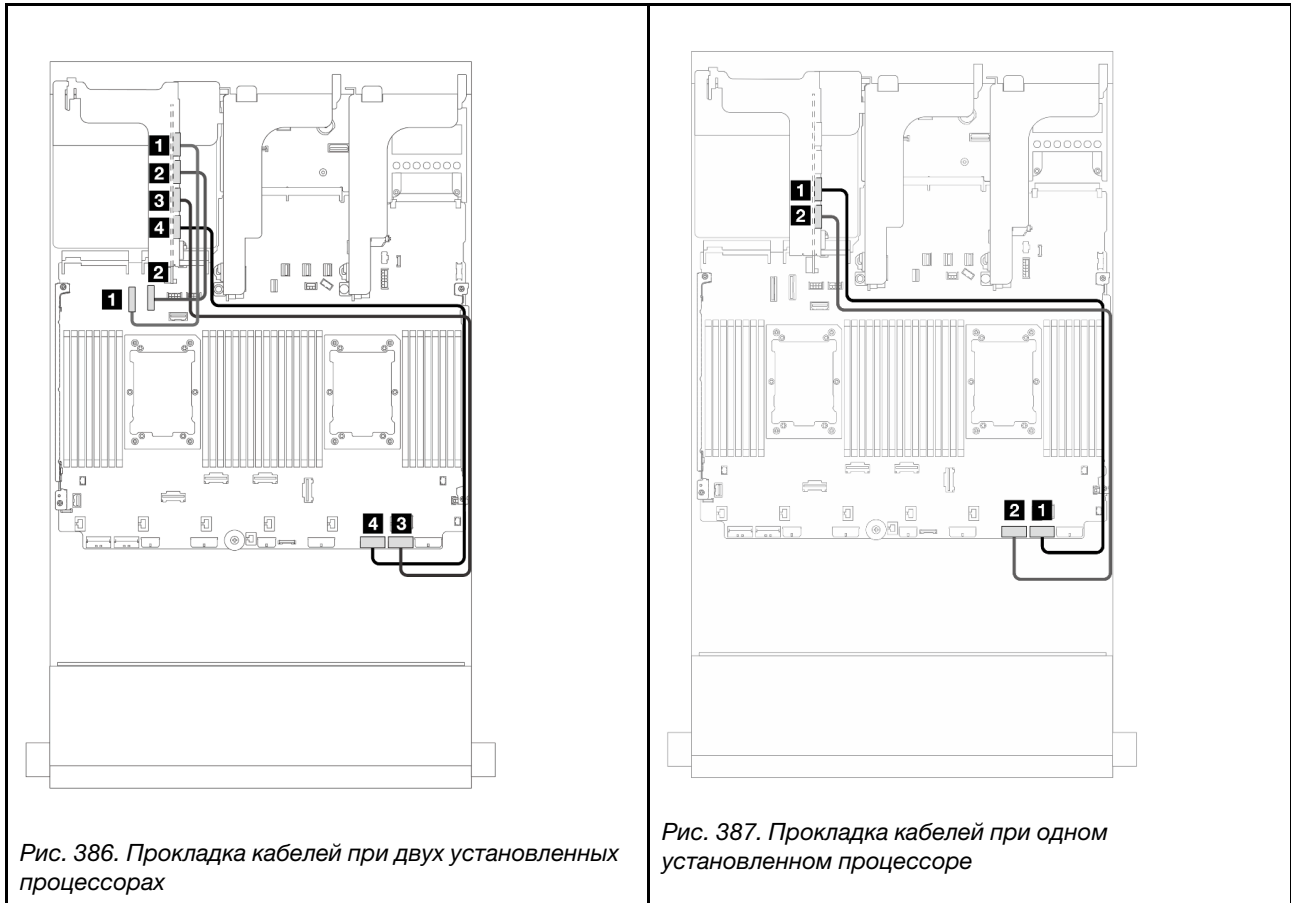 1
2
3
4
2
1
4 3
Рис. 386. Прокладка кабелей при двух установленных
процессорах
1
2
2 1
Рис. 387. Прокладка кабелей при одном
установленном процессоре